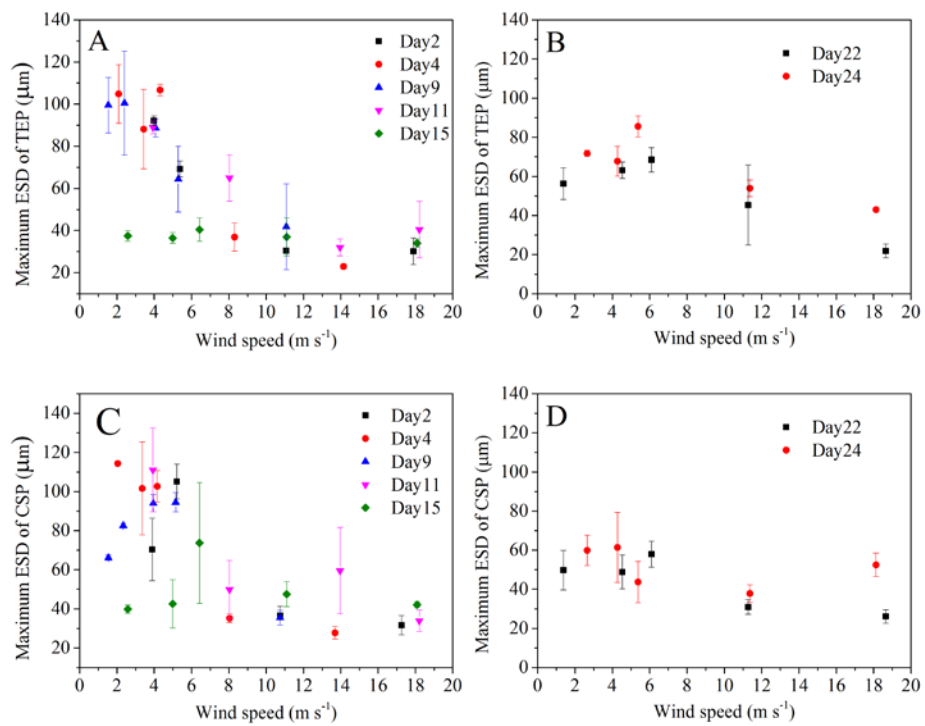 A
Day2
Day4
Day9
Day11
Day15
140
120
100
80
60
40
20
0 2 4 6 8 10 12 14 16 18 20
Maximum ESD of TEP (μm)
Wind speed (m s⁻¹)
B
Day22
Day24
140
120
100
80
60
40
20
0
0 2 4 6 8 10 12 14 16 18 20
Maximum ESD of TEP (μm)
Wind speed (m s⁻¹)
C
Day2
Day4
Day9
Day11
Day15
140
120
100
80
60
40
20
0
0 2 4 6 8 10 12 14 16 18 20
Maximum ESD of CSP (μm)
Wind speed (m s⁻¹)
D
Day22
Day24
140
120
100
80
60
40
20
0
0 2 4 6 8 10 12 14 16 18 20
Maximum ESD of CSP (μm)
Wind speed (m s⁻¹)